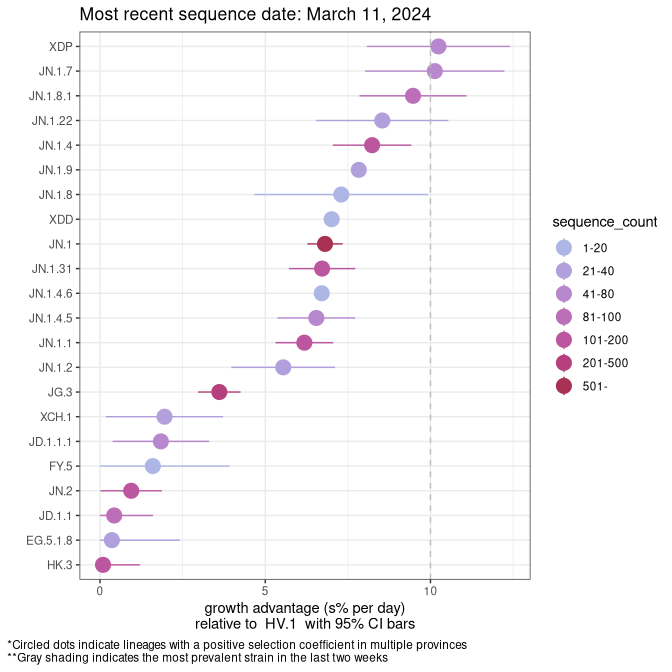 Most recent sequence date: March 11, 2024
XDP
JN.1.7
JN.1.8.1
JN.1.22
JN.1.4
JN.1.9
JN.1.8
XDD
JN.1
JN.1.31
JN.1.4.6
JN.1.4.5
JN.1.1
JN.1.2
JG.3
XCH.1
JD.1.1.1
FY.5
JN.2
JD.1.1
EG.5.1.8
HK.3
0 5 10
growth advantage (s% per day)
relative to HV.1 with 95% CI bars
sequence_count
1-20
21-40
41-80
81-100
101-200
201-500
501-
*Circled dots indicate lineages with a positive selection coefficient in multiple provinces
**Gray shading indicates the most prevalent strain in the last two weeks